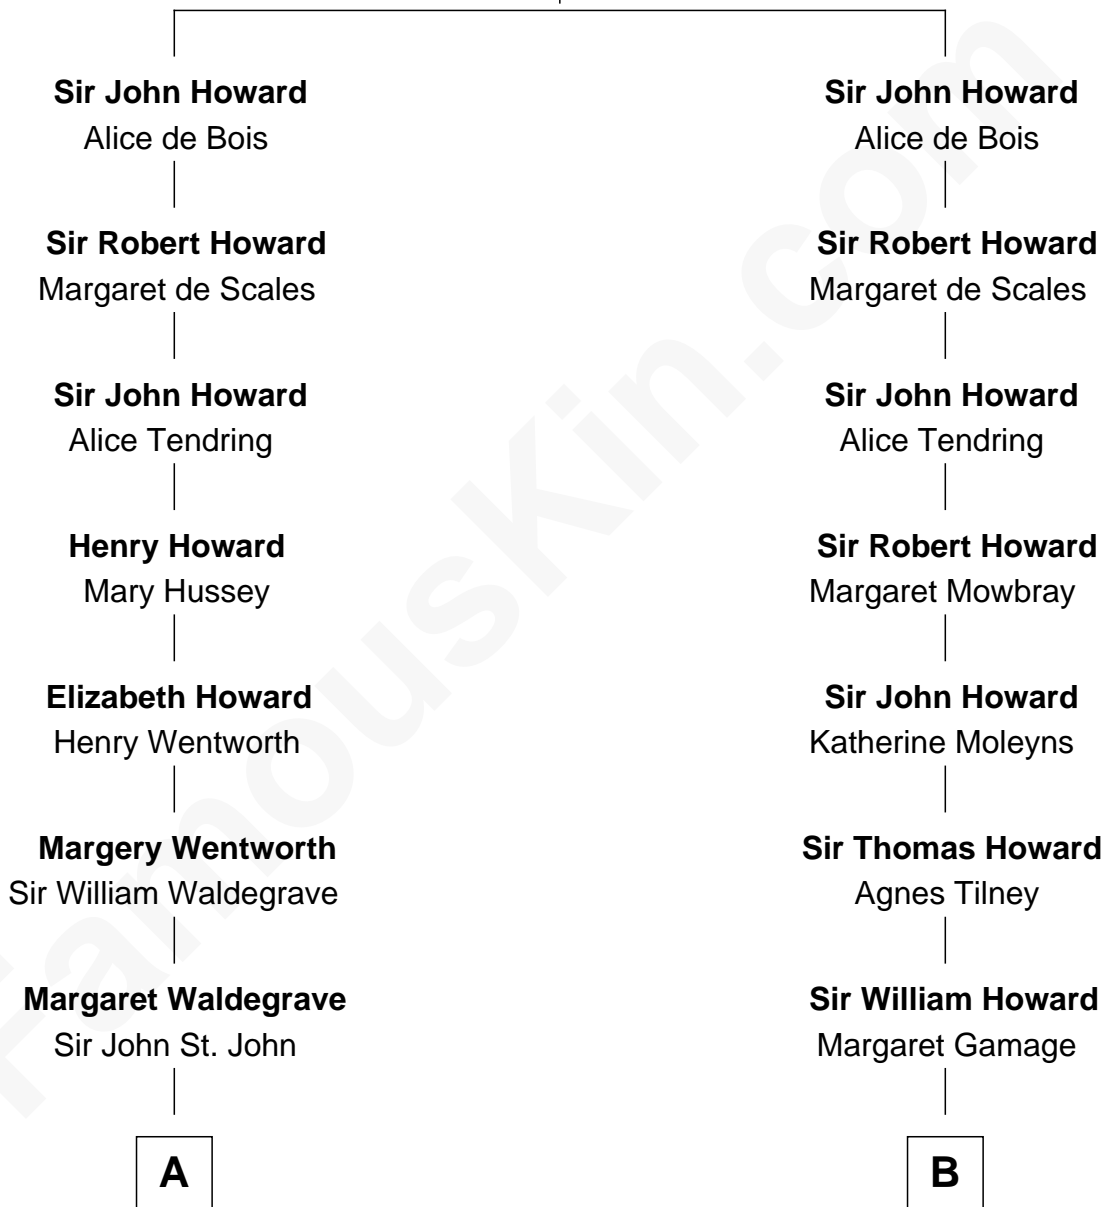 Sir John Howard
Alice de Bois
Sir Robert Howard
Margaret de Scales
Sir John Howard
Alice Tendring
Henry Howard
Mary Hussey
Elizabeth Howard
Henry Wentworth
Margery Wentworth
Sir William Waldegrave
Margaret Waldegrave
Sir John St. John
A
Sir John Howard
Alice de Bois
Sir Robert Howard
Margaret de Scales
Sir John Howard
Alice Tendring
Sir Robert Howard
Margaret Mowbray
Sir John Howard
Katherine Moleyns
Sir Thomas Howard
Agnes Tilney
Sir William Howard
Margaret Gamage
B
FamousKin.com